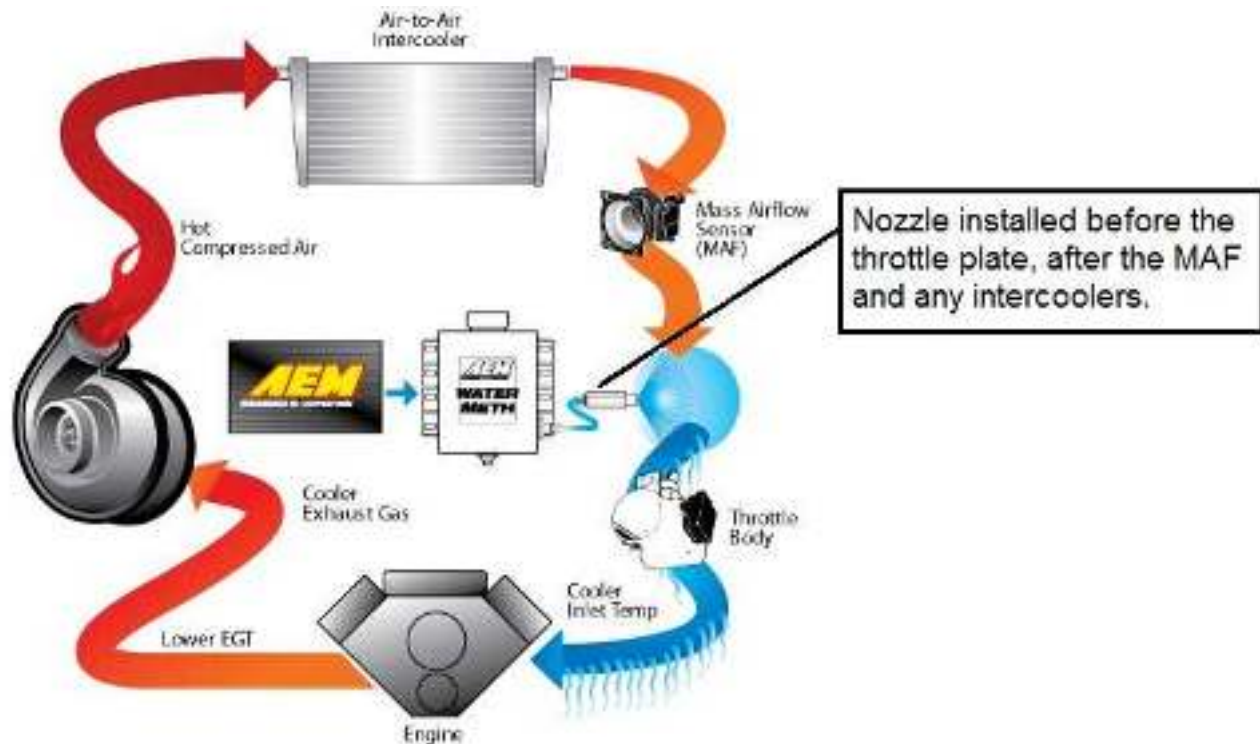 Air-to-Air
Intercooler
Mass Airflow
Sensor
(MAF)
Nozzle installed before the
throttle plate, after the MAF
and any intercoolers.
Hot
Compressed Air
AEM
AEM
WATER
METH
Cooler
Exhaust Gas
Throttle
Body
Cooler
Inlet Temp
Lower EGT
Engine